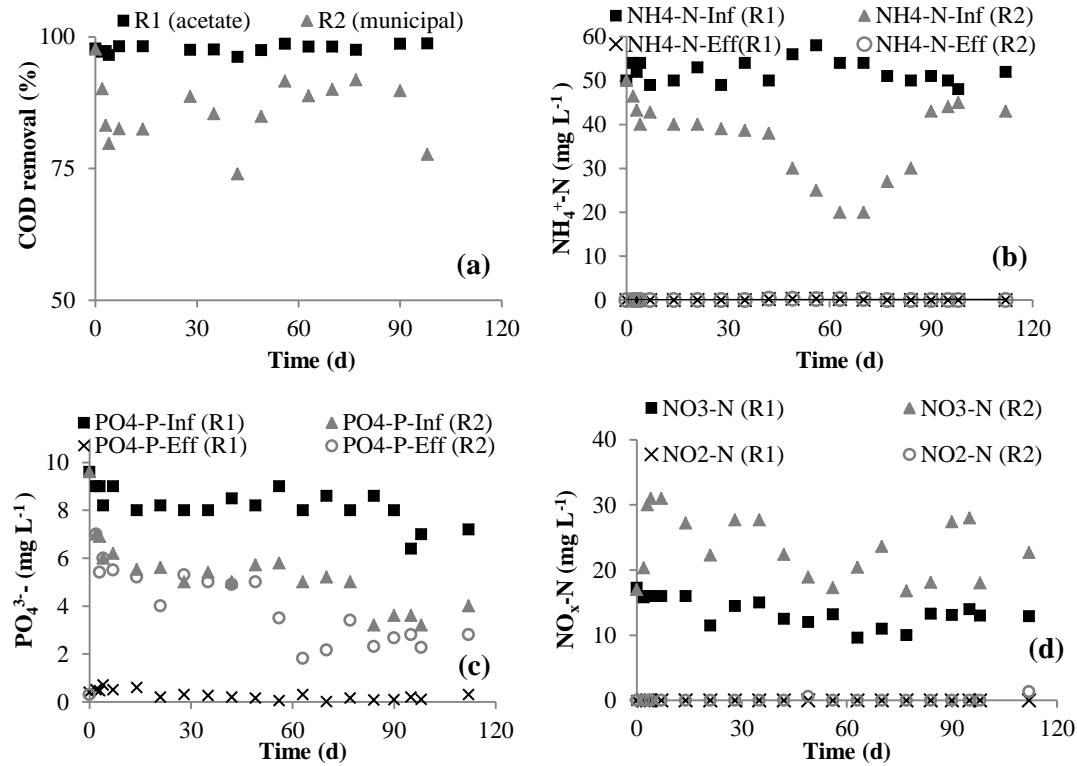 R1 (acetate) R2 (municipal)
COD removal (%)
100
75
50
0 30 60 90 120
Time (d)
(a)
NH4-N-Inf (R1) NH4-N-Inf (R2)
NH4-N-Eff(R1) NH4-N-Eff (R2)
NH₄⁺-N (mg L⁻¹)
60
50
40
30
20
10
0
0 30 60 90 120
Time (d)
(b)
PO4-P-Inf (R1) PO4-P-Inf (R2)
PO4-P-Eff (R1) PO4-P-Eff (R2)
PO₄³- (mg L⁻¹)
10
8
6
4
2
0
0 30 60 90 120
Time (d)
(c)
NO3-N (R1) NO3-N (R2)
NO2-N (R1) NO2-N (R2)
NOₓ-N (mg L⁻¹)
40
30
20
10
0
0 30 60 90 120
Time (d)
(d)